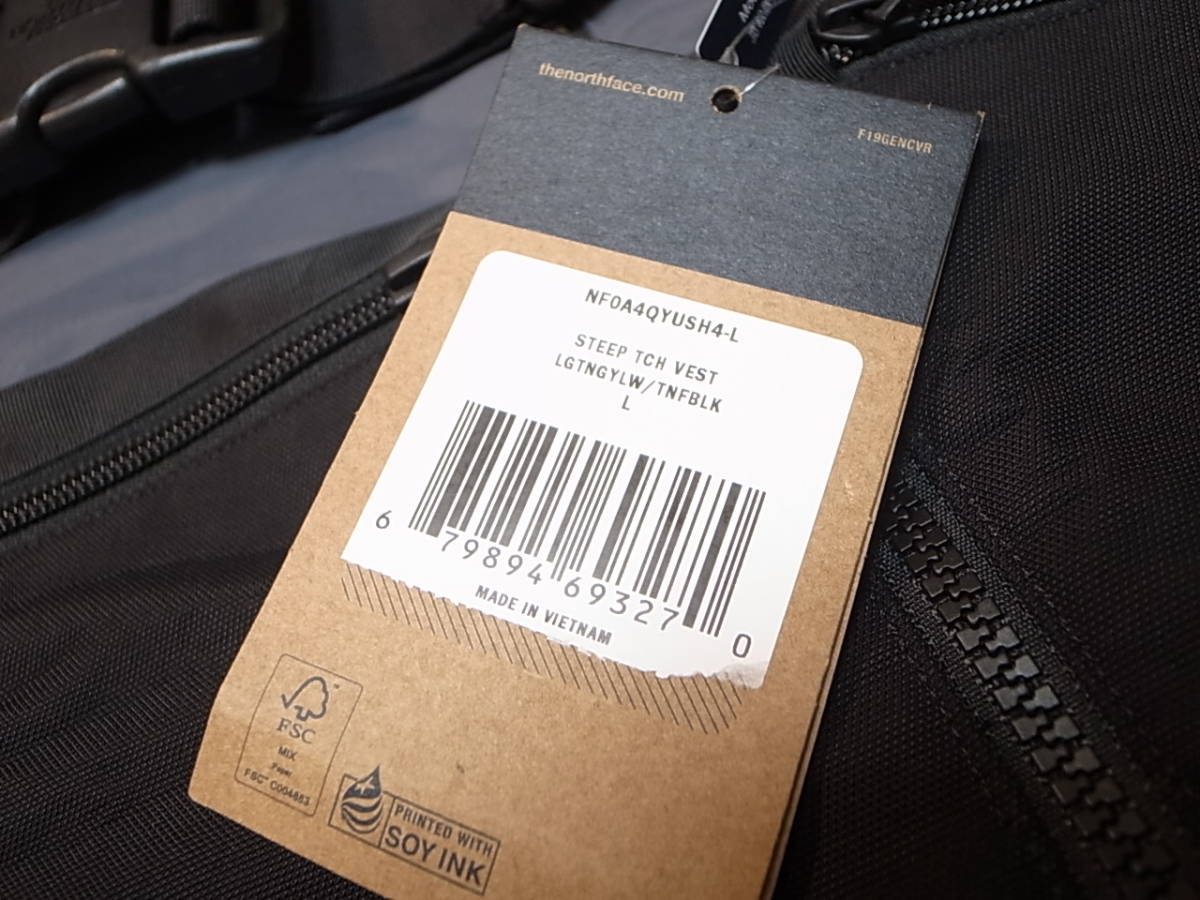 thenorthface.com
F19GENCVR
NF0A4QYUSH4-L
STEEP TCH VEST
LGTNGYLW/TNFBLK
L
6 79894 69327 0
MADE IN VIETNAM
FSC
MIX
Paper
FSC™ C004863
PRINTED WITH
SOY INK